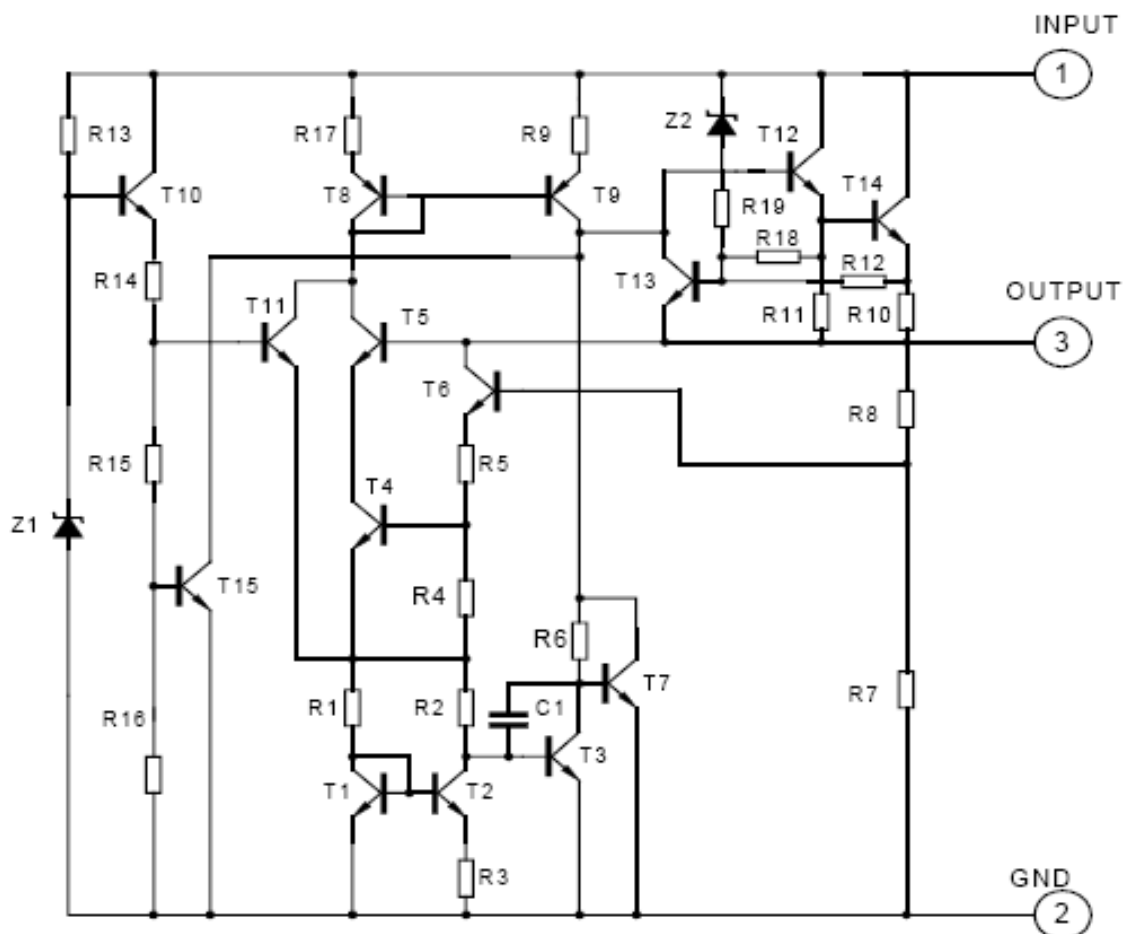 INPUT
1
R13
R17
R9
Z2
T12
T10
T8
T9
T14
R19
R18
R14
T13
R12
T11
T5
R11
R10
OUTPUT
3
T6
R8
R15
R5
T4
Z1
T15
R4
R6
T7
R7
R16
R1
R2
C1
T3
T1
T2
R3
GND
2